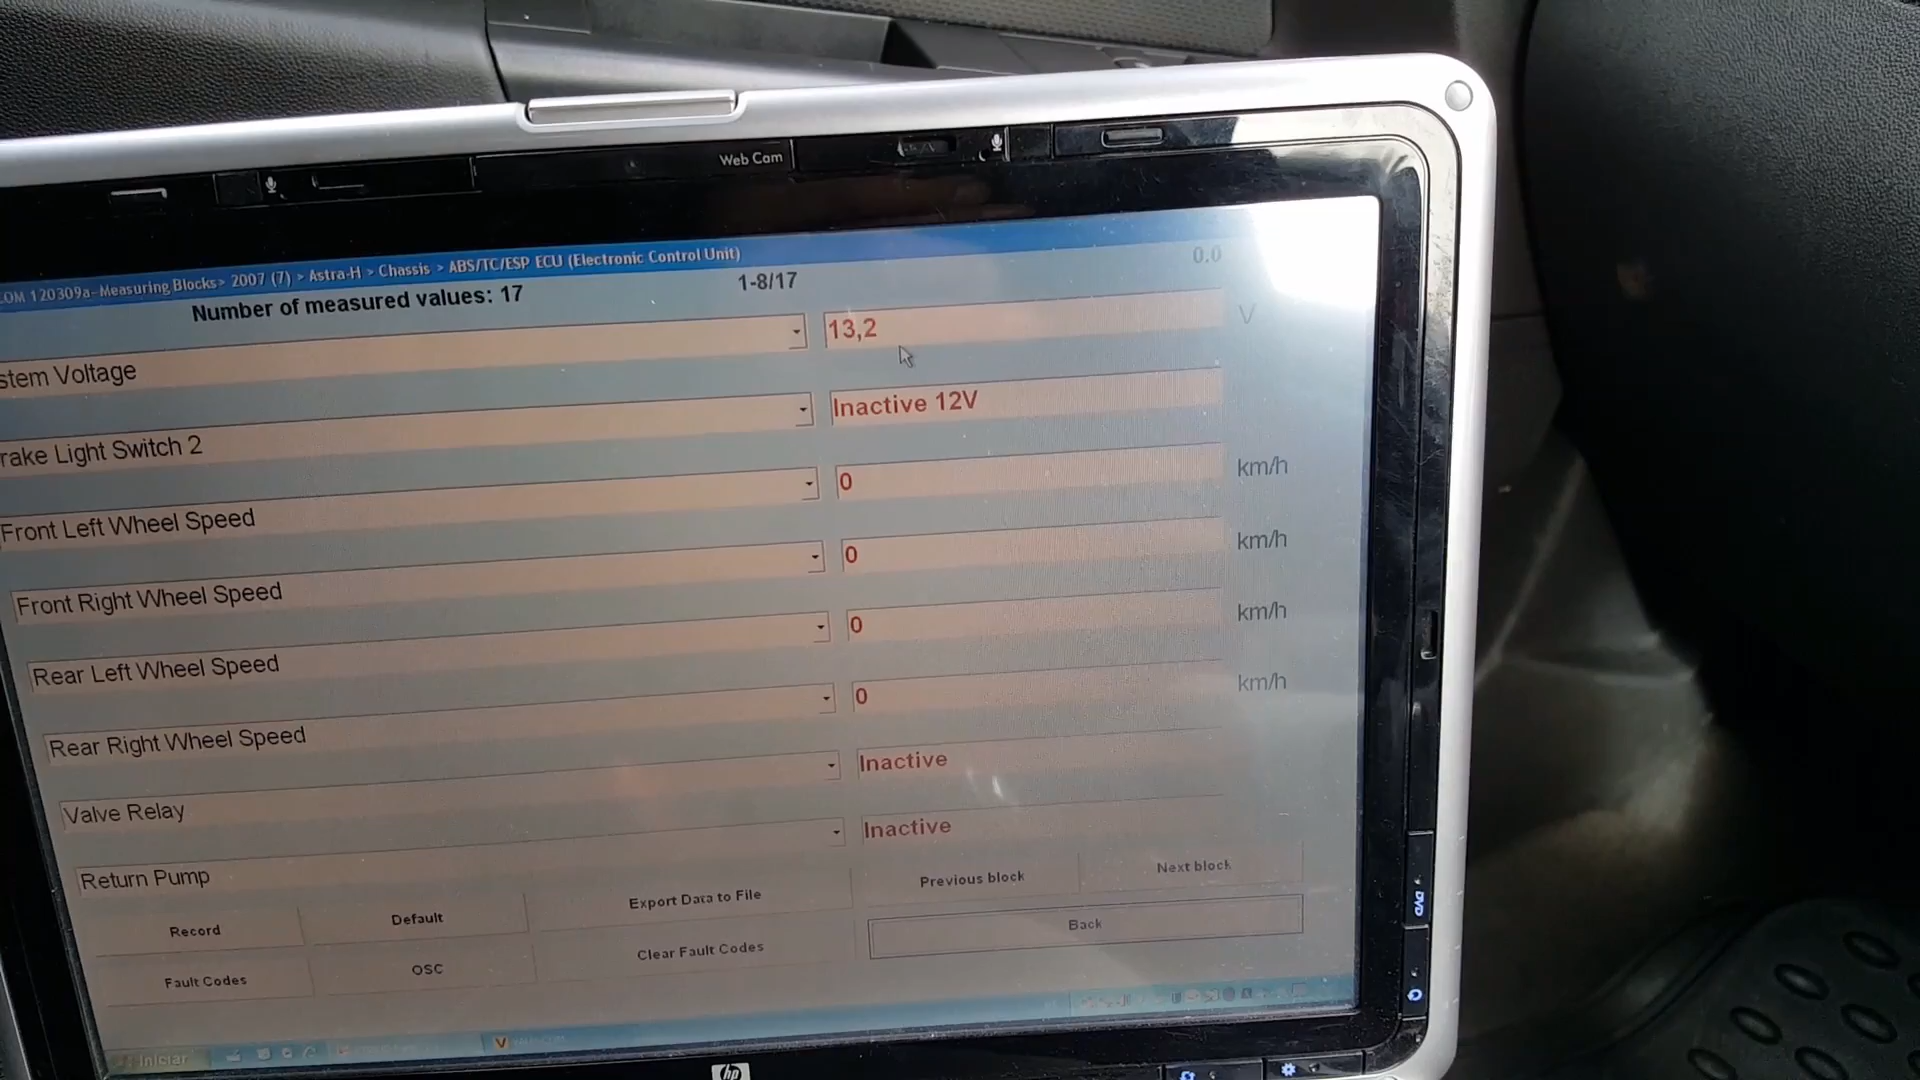 Web Cam
COM 120309a-Measuring Blocks> 2007 (7) > Astra-H > Chassis > ABS/TC/ESP ECU (Electronic Control Unit)
Number of measured values: 17
1-8/17
0.0
stem Voltage
13,2
V
rake Light Switch 2
Inactive 12V
Front Left Wheel Speed
0
km/h
Front Right Wheel Speed
0
km/h
Rear Left Wheel Speed
0
km/h
Rear Right Wheel Speed
0
km/h
Valve Relay
Inactive
Return Pump
Inactive
Record
Default
Export Data to File
Previous block
Next block
Fault Codes
OSC
Clear Fault Codes
Back
Iniciar
hp
DVD